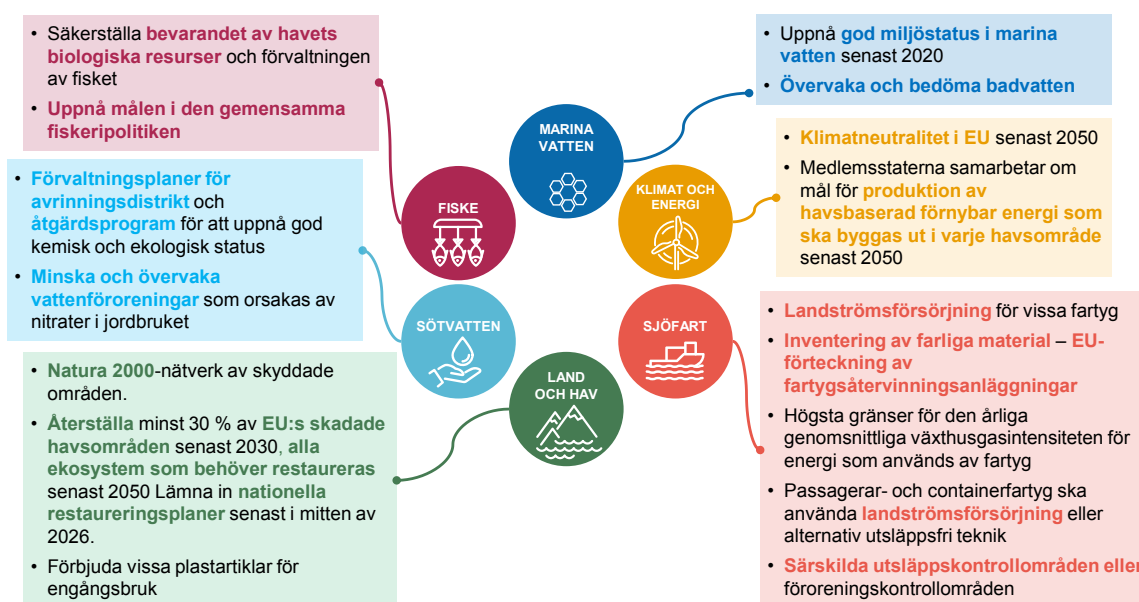 • Säkerställa bevarandet av havets
biologiska resurser och förvaltningen
av fisket
• Uppnå målen i den gemensamma
fiskeripolitiken
• Uppnå god miljöstatus i marina
vatten senast 2020
• Övervaka och bedöma badvatten
MARINA
VATTEN
• Klimatneutralitet i EU senast 2050
• Medlemsstaterna samarbetar om
mål för produktion av
havsbaserad förnybar energi som
ska byggas ut i varje havsområde
senast 2050
KLIMAT OCH
ENERGI
FISKE
• Förvaltningsplaner för
avrinningsdistrikt och
åtgärdsprogram för att uppnå god
kemisk och ekologisk status
• Minska och övervaka
vattenföroreningar som orsakas av
nitrater i jordbruket
SÖTVATTEN
SJÖFART
• Landströmsförsörjning för vissa fartyg
• Inventering av farliga material – EU-
förteckning av
fartygsåtervinningsanläggningar
• Högsta gränser för den årliga
genomsnittliga växthusgasintensiteten för
energi som används av fartyg
• Passagerar- och containerfartyg ska
använda landströmsförsörjning eller
alternativ utsläppsfri teknik
• Särskilda utsläppskontrollområden eller
föroreningskontrollområden
LAND
OCH HAV
• Natura 2000-nätverk av skyddade
områden.
• Återställa minst 30 % av EU:s skadade
havsområden senast 2030, alla
ekosystem som behöver restaureras
senast 2050 Lämna in nationella
restaureringsplaner senast i mitten av
2026.
• Förbjuda vissa plastartiklar för
engångsbruk